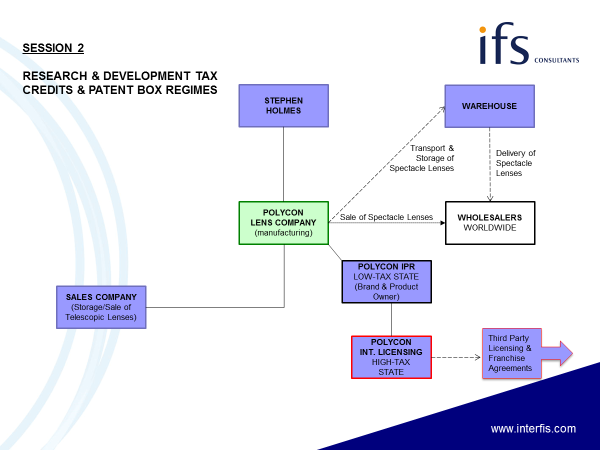 SESSION 2
RESEARCH & DEVELOPMENT TAX
CREDITS & PATENT BOX REGIMES
ifs
CONSULTANTS
STEPHEN
HOLMES
WAREHOUSE
Transport &
Storage of
Spectacle Lenses
Delivery of
Spectacle
Lenses
POLYCON
LENS COMPANY
(manufacturing)
Sale of Spectacle Lenses
WHOLESALERS
WORLDWIDE
POLYCON IPR
LOW-TAX STATE
(Brand & Product
Owner)
SALES COMPANY
(Storage/Sale of
Telescopic Lenses)
POLYCON
INT. LICENSING
HIGH-TAX
STATE
Third Party
Licensing &
Franchise
Agreements
www.interfis.com